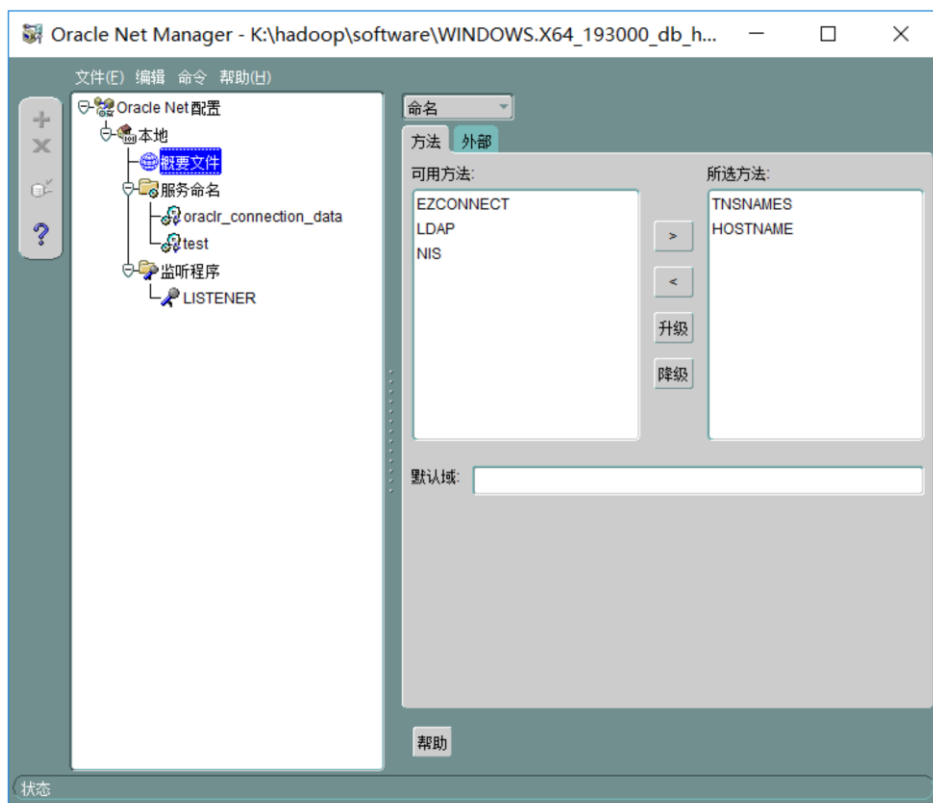 Oracle Net Manager - K:\hadoop\software\WINDOWS.X64_193000_db_h...
文件(F) 编辑 命令 帮助(H)
Oracle Net 配置
本地
概要文件
服务命名
oraclr_connection_data
test
监听程序
LISTENER
命名
方法 外部
可用方法: 所选方法:
EZCONNECT TNSNAMES
LDAP HOSTNAME
NIS
>
<
升级
降级
默认域:
帮助
状态